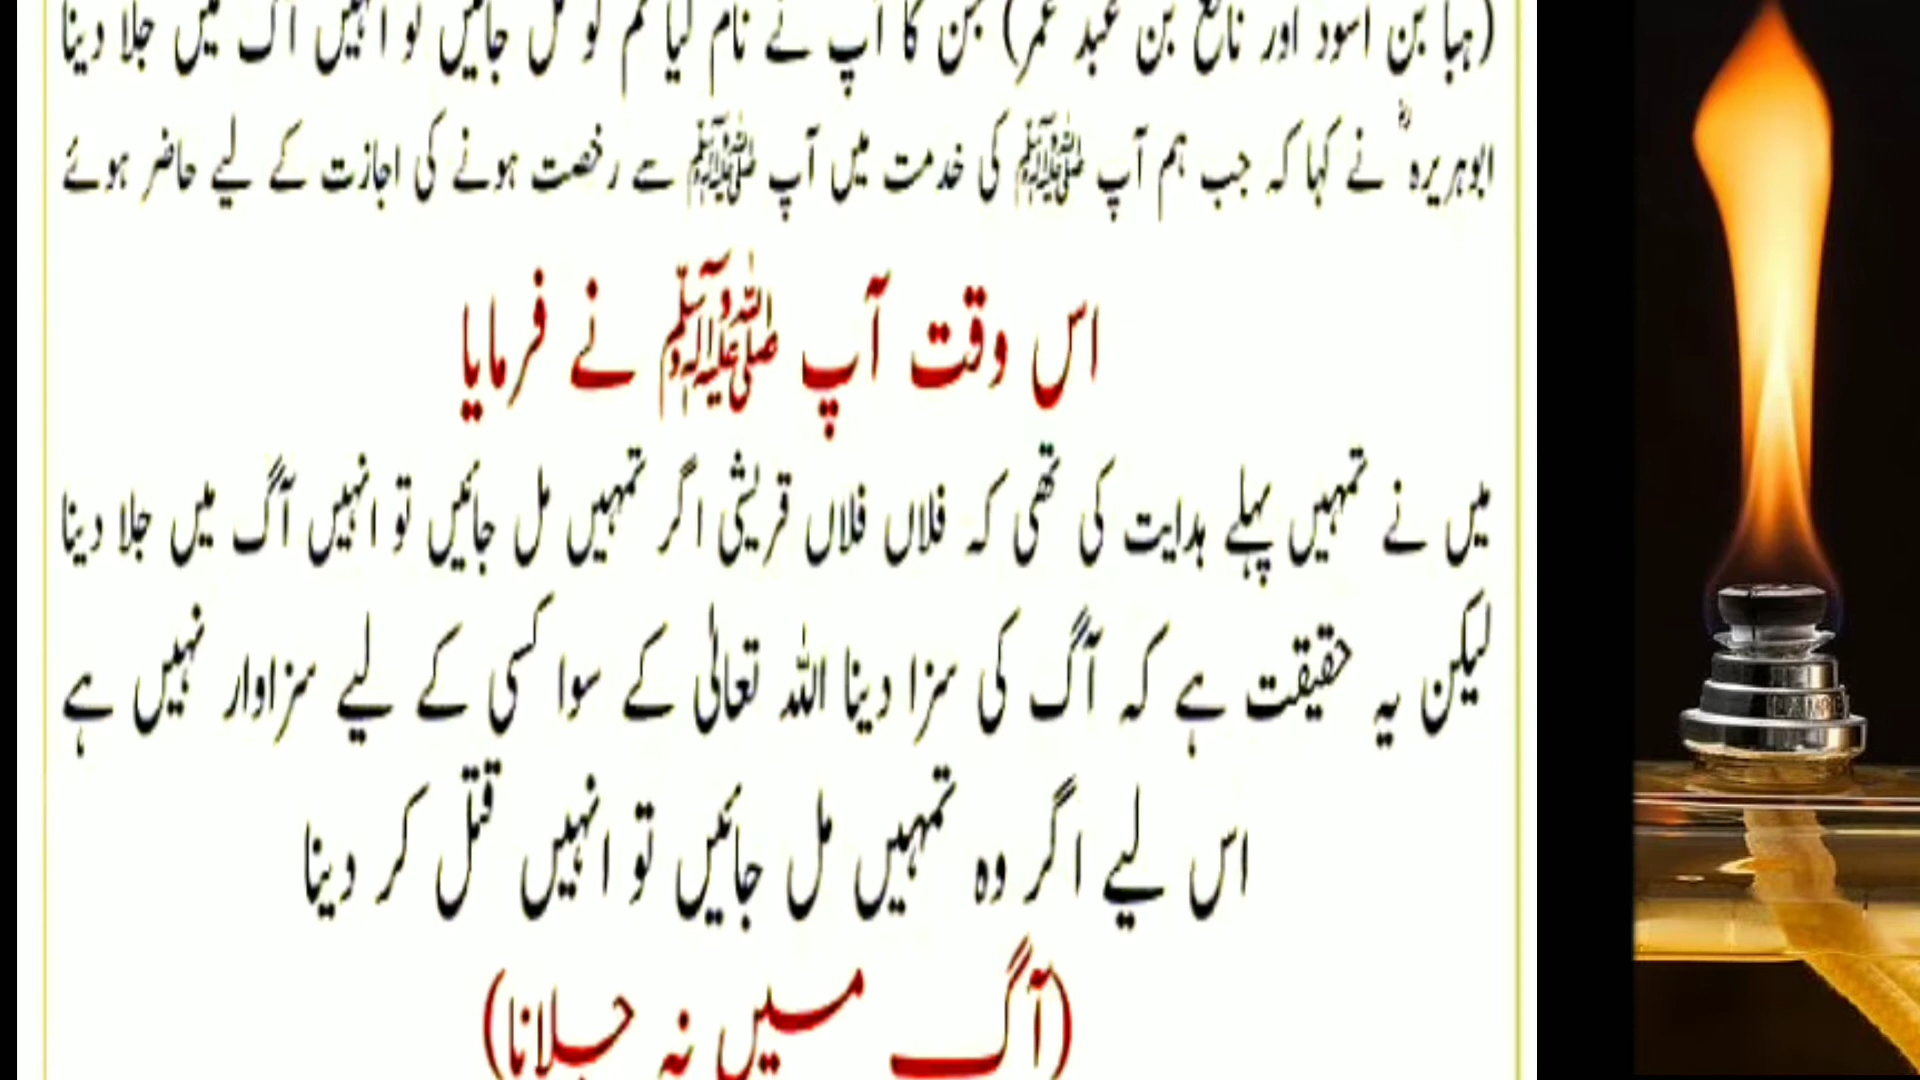 (ہبا بن اسود اور نافع بن عبد عمر) جن کا آپ نے نام لیا تم کو مل جائیں تو انہیں آگ میں جلا دینا
ابوہریرہؓ نے کہا کہ جب ہم آپ ﷺ کی خدمت میں آپ ﷺ سے رخصت ہونے کی اجازت کے لیے حاضر ہوئے
اس وقت آپ ﷺ نے فرمایا
میں نے تمہیں پہلے ہدایت کی تھی کہ فلاں فلاں قریشی اگر تمہیں مل جائیں تو انہیں آگ میں جلا دینا
لیکن یہ حقیقت ہے کہ آگ کی سزا دینا اللہ تعالیٰ کے سوا کسی کے لیے سزاوار نہیں ہے
اس لیے اگر وہ تمہیں مل جائیں تو انہیں قتل کر دینا
(آگ میں نہ جلانا)